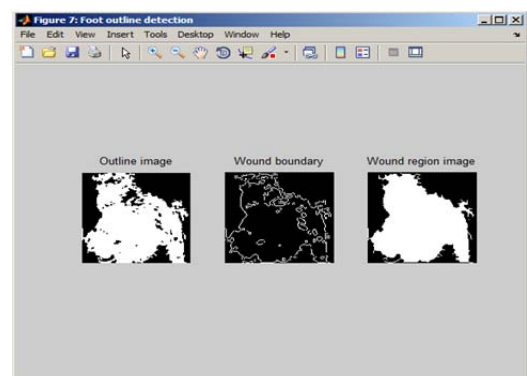 Figure 7: Foot outline detection
File Edit View Insert Tools Desktop Window Help
Outline image Wound boundary Wound region image